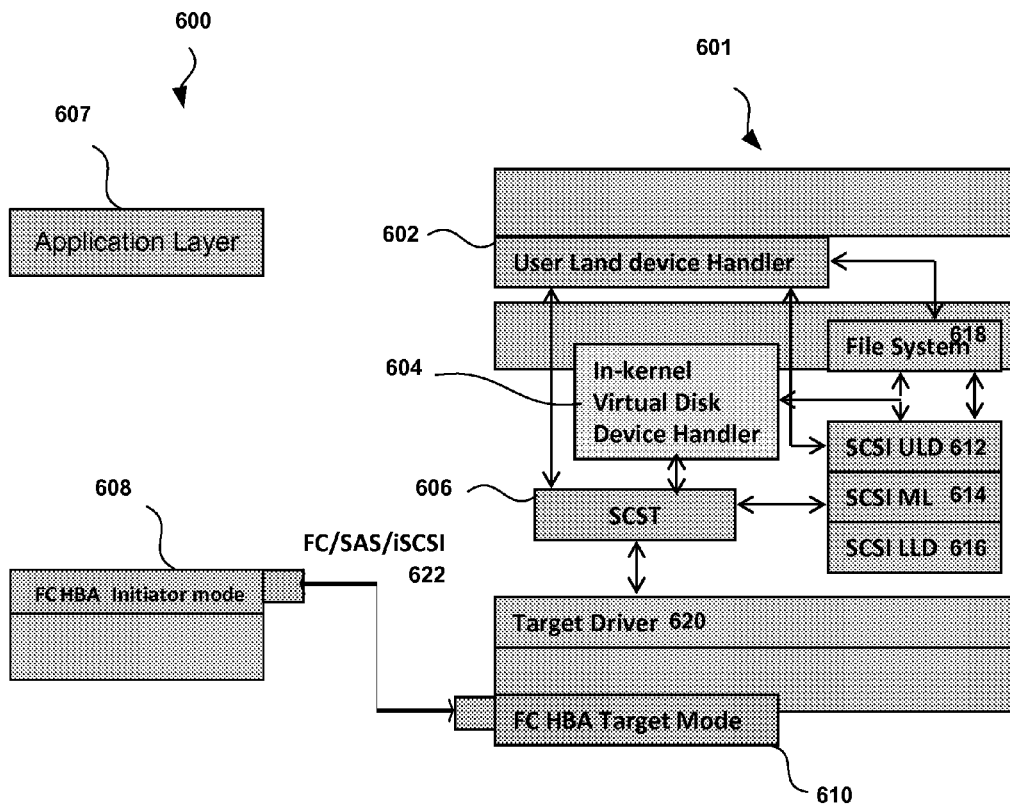 600
601
607
Application Layer
602
User Land device Handler
File System 618
604
In-kernel
Virtual Disk
Device Handler
SCSI ULD 612
606
SCST
SCSI ML 614
SCSI LLD 616
608
FC/SAS/iSCSI
622
FC HBA Initiator mode
Target Driver 620
FC HBA Target Mode
610